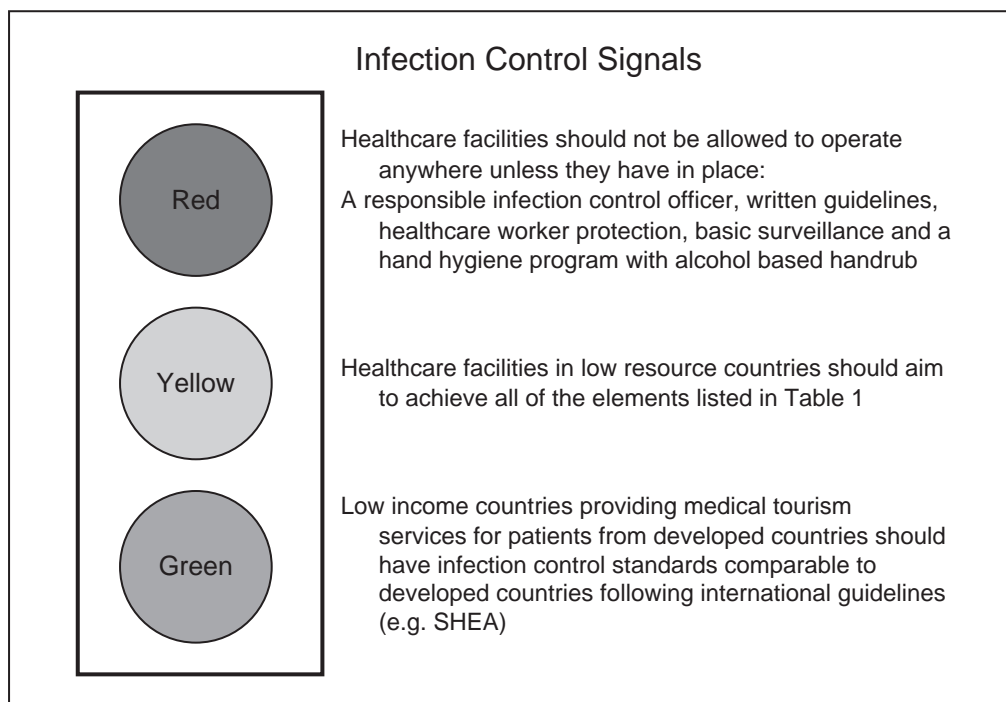 Infection Control Signals
Red
Healthcare facilities should not be allowed to operate
anywhere unless they have in place:
A responsible infection control officer, written guidelines,
healthcare worker protection, basic surveillance and a
hand hygiene program with alcohol based handrub
Yellow
Healthcare facilities in low resource countries should aim
to achieve all of the elements listed in Table 1
Green
Low income countries providing medical tourism
services for patients from developed countries should
have infection control standards comparable to
developed countries following international guidelines
(e.g. SHEA)